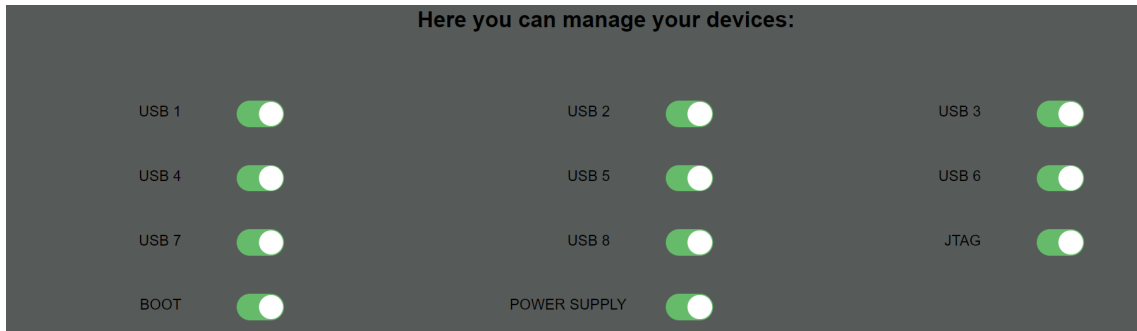 Here you can manage your devices:
USB 1 USB 2 USB 3
USB 4 USB 5 USB 6
USB 7 USB 8 JTAG
BOOT POWER SUPPLY